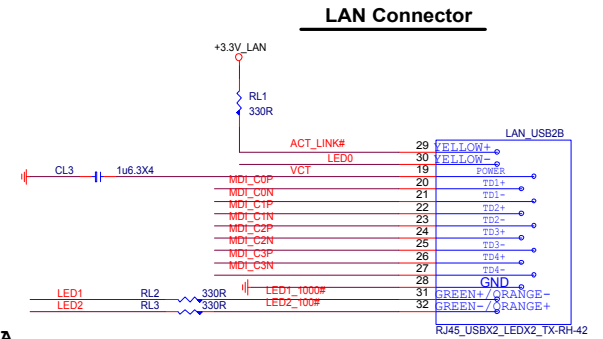 LAN Connector
+3.3V_LAN
RL1
330R
LAN_USB2B
ACT_LINK# 29 YELLOW+
LED0 30 YELLOW-
CL3 1u6.3X4 VCT 19 POWER
MDI_C0P 20 TD1+
MDI_C0N 21 TD1-
MDI_C1P 22 TD2+
MDI_C1N 23 TD2-
MDI_C2P 24 TD3+
MDI_C2N 25 TD3-
MDI_C3P 26 TD4+
MDI_C3N 27 TD4-
28 GND
LED1 RL2 330R LED1_1000# 31 GREEN+/ORANGE-
LED2 RL3 330R LED2_100# 32 GREEN-/ORANGE+
RJ45_USBX2_LEDX2_TX-RH-42
A